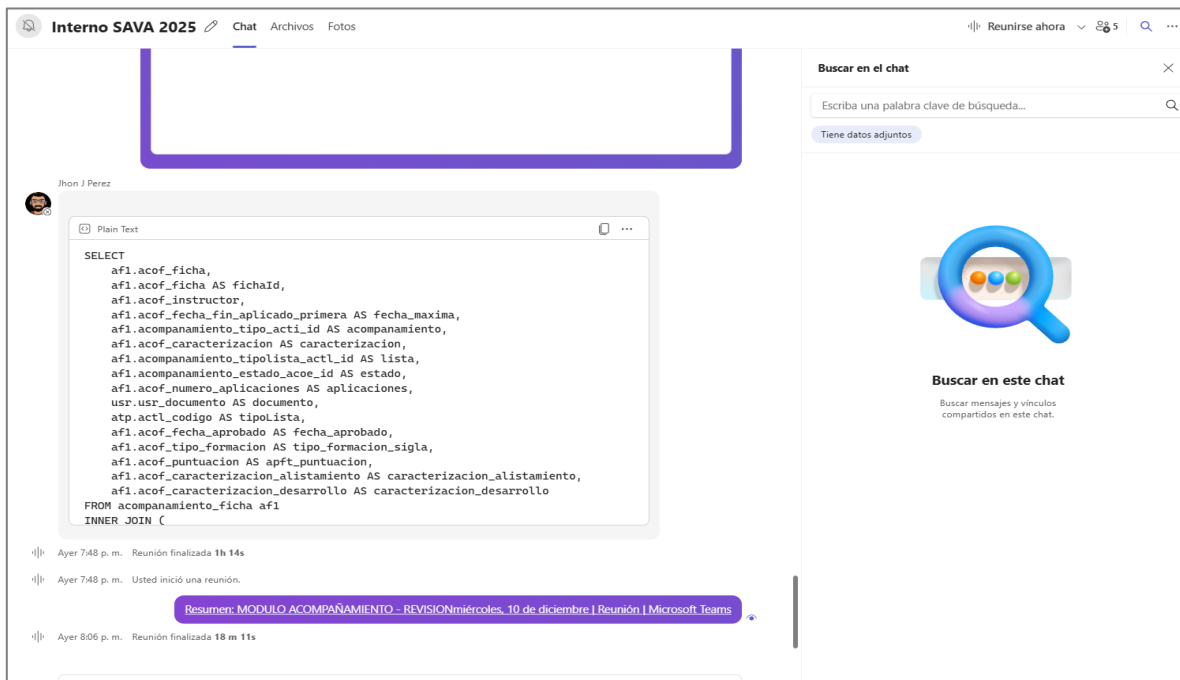 Interno SAVA 2025 Chat Archivos Fotos Reunirse ahora 5
Jhon J Perez
Plain Text
SELECT
af1.acof_ficha,
af1.acof_ficha AS fichaId,
af1.acof_instructor,
af1.acof_fecha_fin_aplicado_primera AS fecha_maxima,
af1.acompanamiento_tipo_acti_id AS acompanamiento,
af1.acof_caracterizacion AS caracterizacion,
af1.acompanamiento_tipolista_actl_id AS lista,
af1.acompanamiento_estado_acoe_id AS estado,
af1.acof_numero_aplicaciones AS aplicaciones,
usr.usr_documento AS documento,
atp.actl_codigo AS tipoLista,
af1.acof_fecha_aprobado AS fecha_aprobado,
af1.acof_tipo_formacion AS tipo_formacion_sigla,
af1.acof_puntuacion AS apft_puntuacion,
af1.acof_caracterizacion_alistamiento AS caracterizacion_alistamiento,
af1.acof_caracterizacion_desarrollo AS caracterizacion_desarrollo
FROM acompanamiento_ficha af1
INNER JOIN (
Ayer 7:48 p. m. Reunión finalizada 1h 14s
Ayer 7:48 p. m. Usted inició una reunión.
Resumen: MODULO ACOMPAÑAMIENTO - REVISIONmiércoles, 10 de diciembre | Reunión | Microsoft Teams
Ayer 8:06 p. m. Reunión finalizada 18 m 11s
Buscar en el chat
Escriba una palabra clave de búsqueda...
Tiene datos adjuntos
Buscar en este chat
Buscar mensajes y vínculos
compartidos en este chat.